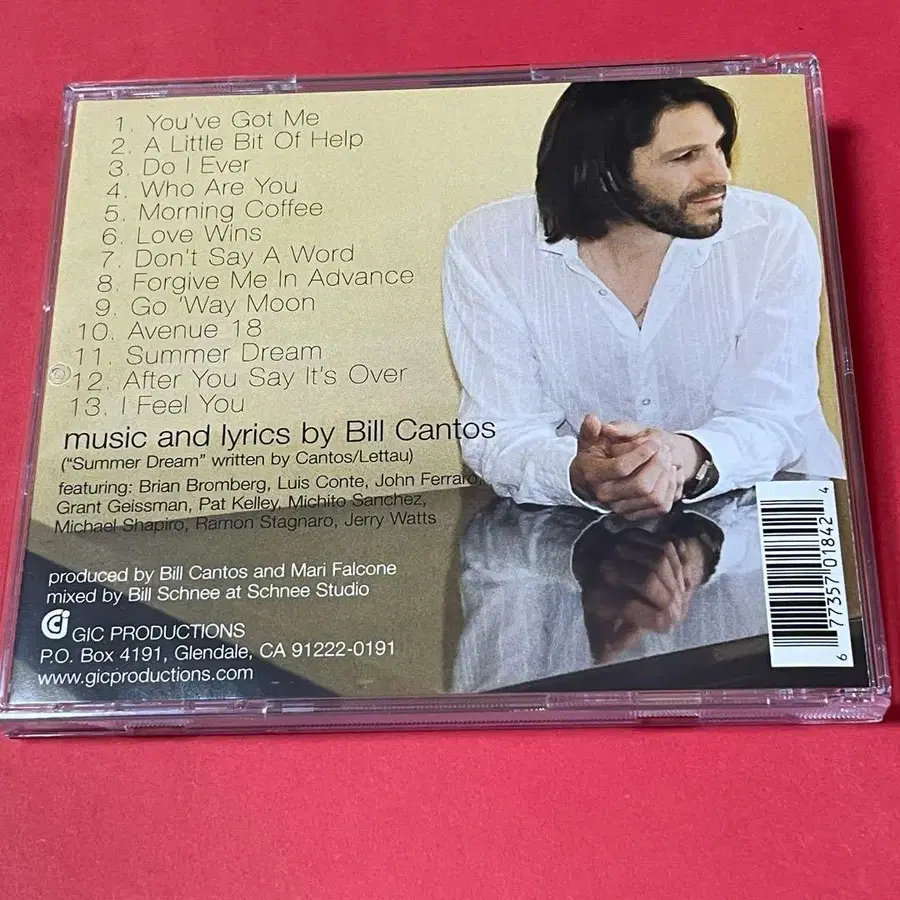 1. You've Got Me
2. A Little Bit Of Help
3. Do I Ever
4. Who Are You
5. Morning Coffee
6. Love Wins
7. Don't Say A Word
8. Forgive Me In Advance
9. Go 'Way Moon
10. Avenue 18
11. Summer Dream
12. After You Say It's Over
13. I Feel You
music and lyrics by Bill Cantos
("Summer Dream" written by Cantos/Lettau)
featuring: Brian Bromberg, Luis Conte, John Ferraro,
Grant Geissman, Pat Kelley, Michito Sanchez,
Michael Shapiro, Ramon Stagnaro, Jerry Watts
produced by Bill Cantos and Mari Falcone
mixed by Bill Schnee at Schnee Studio
GIC PRODUCTIONS
P.O. Box 4191, Glendale, CA 91222-0191
www.gicproductions.com
6 77357 01842 4